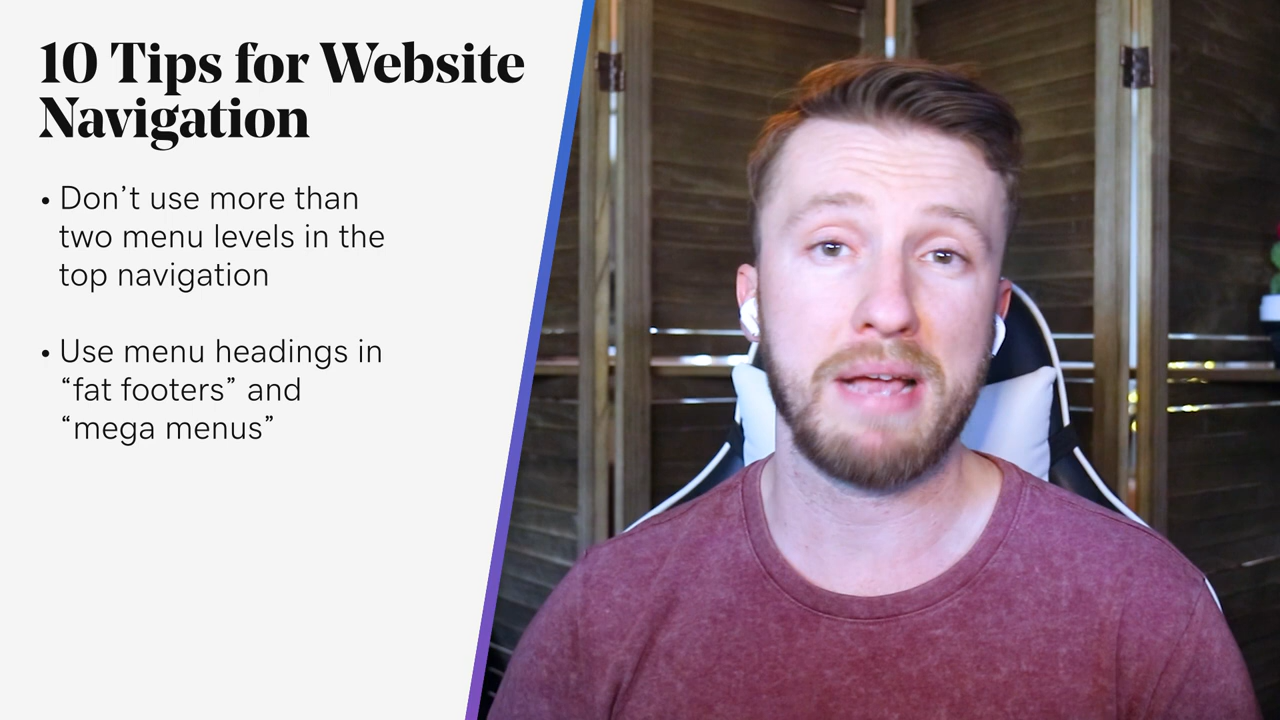 10 Tips for Website
Navigation
• Don’t use more than
two menu levels in the
top navigation
• Use menu headings in
“fat footers” and
“mega menus”